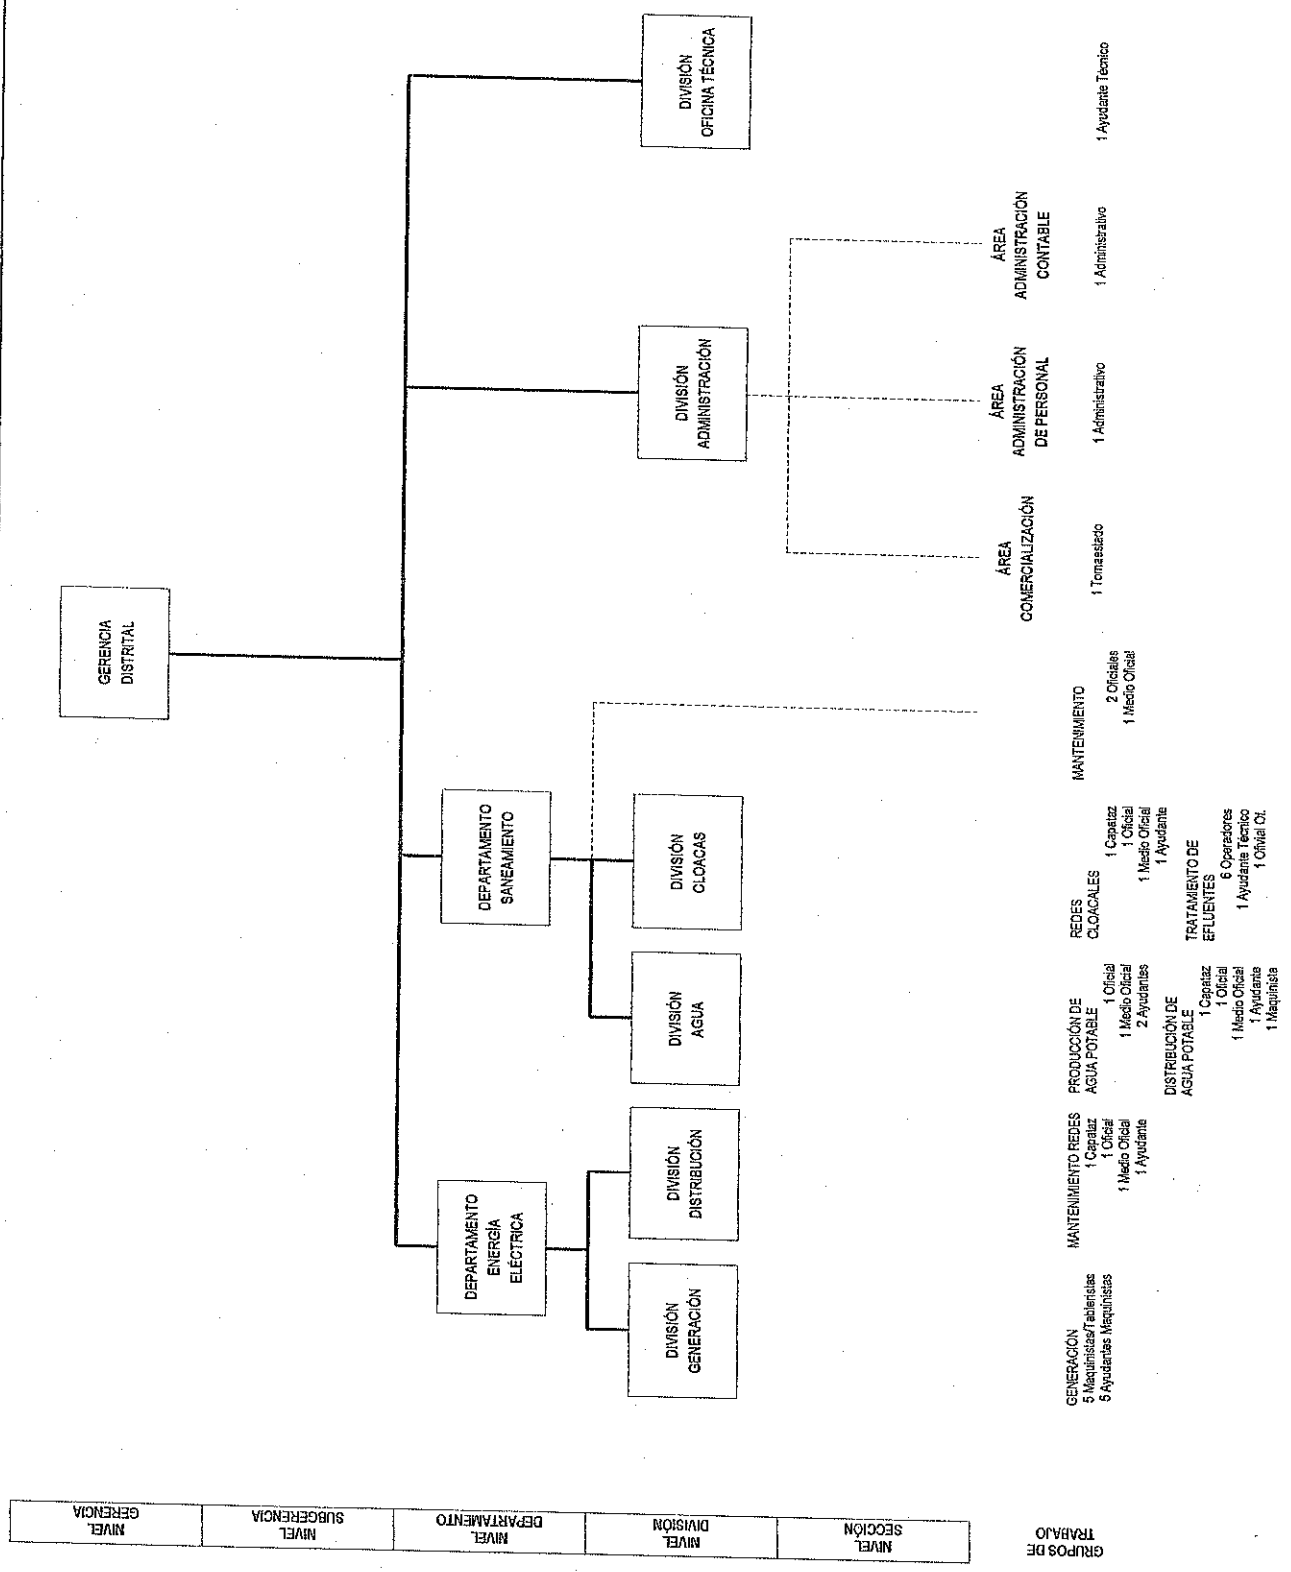 NIVEL
GERENCIA
NIVEL
SUBGERENCIA
NIVEL
DEPARTAMENTO
NIVEL
DIVISIÓN
NIVEL
SECCIÓN
GRUPOS DE
TRABAJO
GERENCIA
DISTRITAL
DEPARTAMENTO
ENERGÍA
ELÉCTRICA
DEPARTAMENTO
SANEAMIENTO
DIVISIÓN
GENERACIÓN
DIVISIÓN
DISTRIBUCIÓN
DIVISIÓN
AGUA
DIVISIÓN
CLOACAS
DIVISIÓN
ADMINISTRACIÓN
DIVISIÓN
OFICINA TÉCNICA
ÁREA
COMERCIALIZACIÓN
ÁREA
ADMINISTRACIÓN
DE PERSONAL
ÁREA
ADMINISTRACIÓN
CONTABLE
GENERACIÓN
5 Maquinistas/Tableristas
5 Ayudantes Maquinistas
MANTENIMIENTO REDES
1 Capataz
1 Oficial
1 Medio Oficial
1 Ayudante
PRODUCCIÓN DE
AGUA POTABLE
1 Oficial
1 Medio Oficial
2 Ayudantes
DISTRIBUCIÓN DE
AGUA POTABLE
1 Capataz
1 Oficial
1 Medio Oficial
1 Ayudante
1 Maquinista
REDES
CLOACALES
1 Capataz
1 Oficial
1 Medio Oficial
1 Ayudante
TRATAMIENTO DE
EFLUENTES
6 Operadores
1 Ayudante Técnico
1 Ofivial Of.
MANTENIMIENTO
2 Oficiales
1 Medio Oficial
1 Tomaestado
1 Administrativo
1 Administrativo
1 Ayudante Técnico